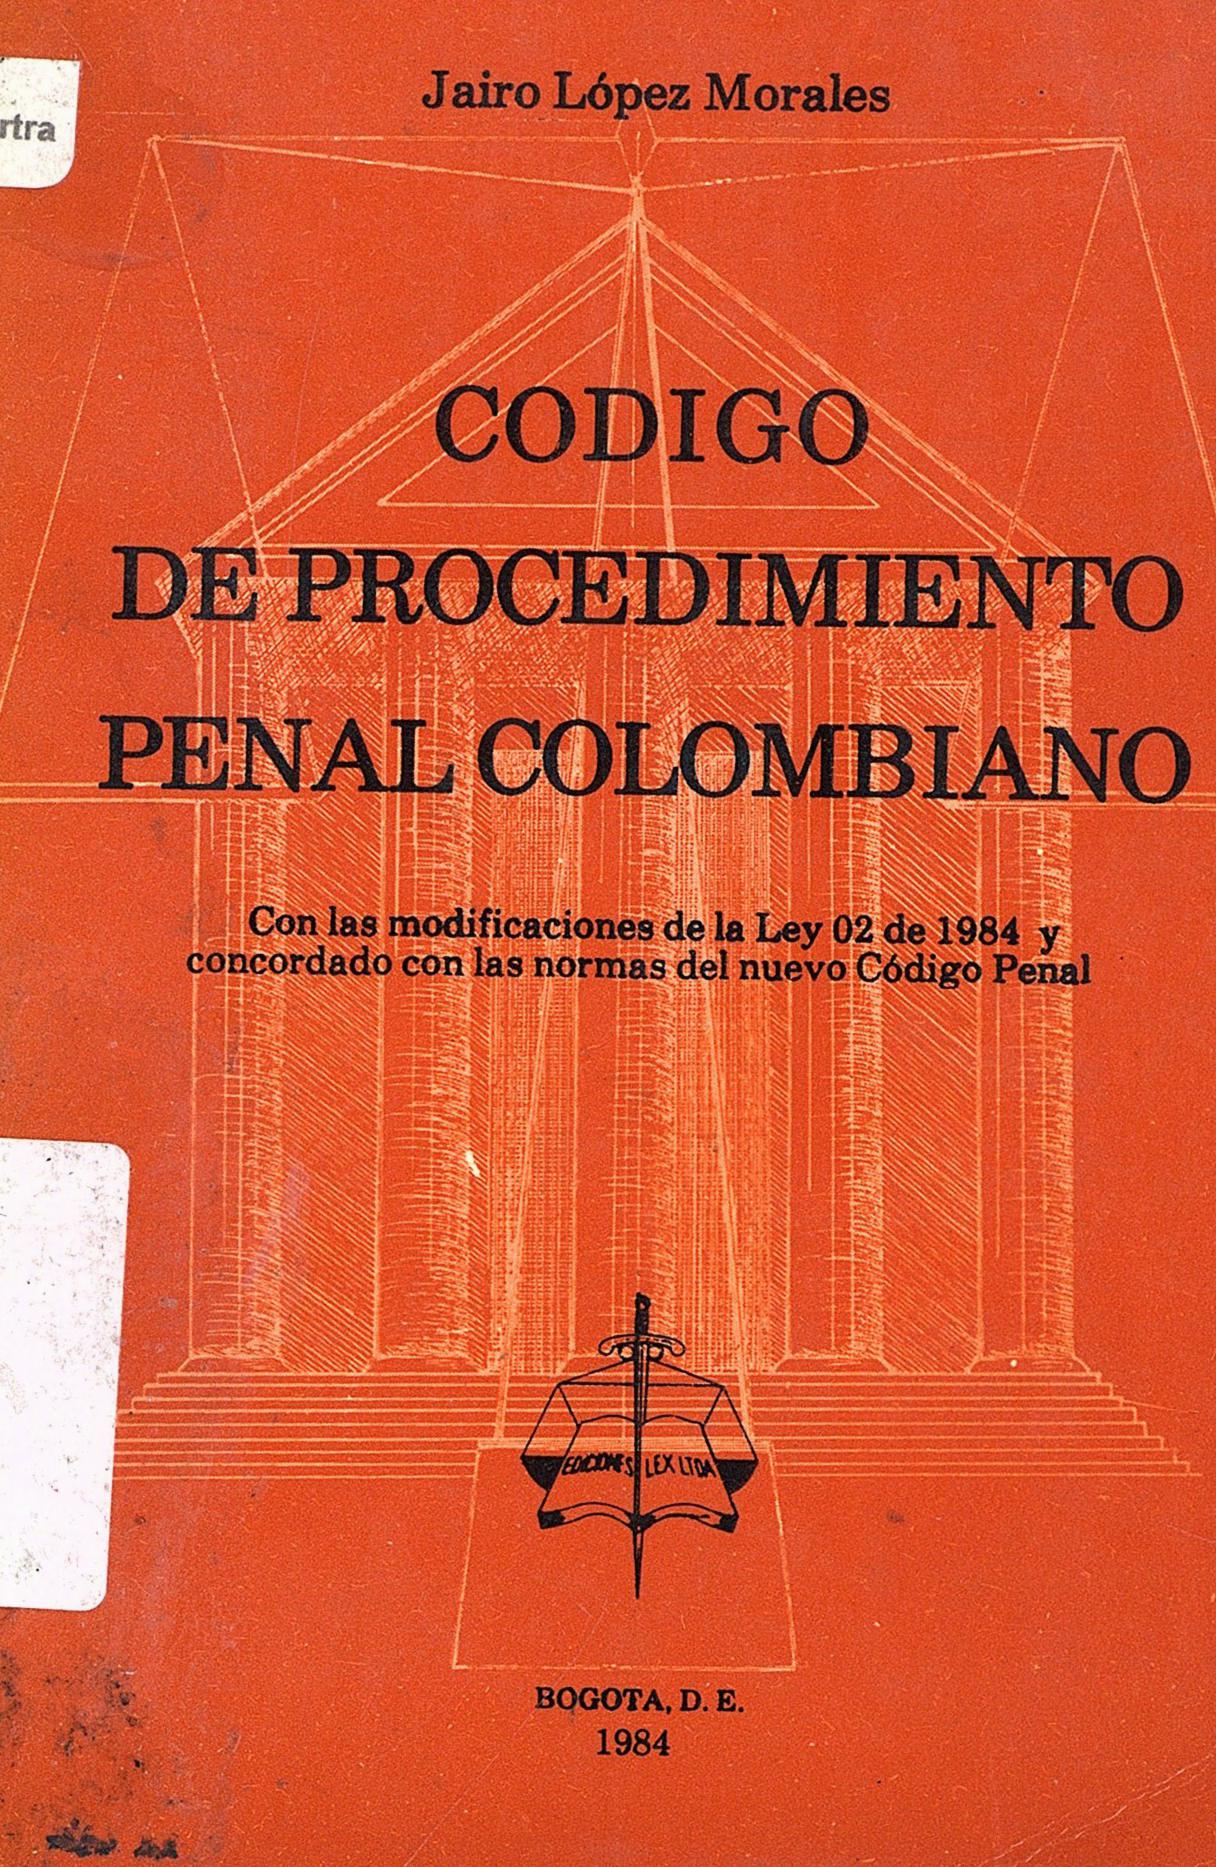 Jairo López Morales
rtra
CODIGO
DE PROCEDIMIENTO
PENAL COLOMBIANO
Con las modificaciones de la Ley 02 de 1984 y
concordado con las normas del nuevo Código Penal
EDICIONES LEX LTDA
BOGOTA, D. E.
1984